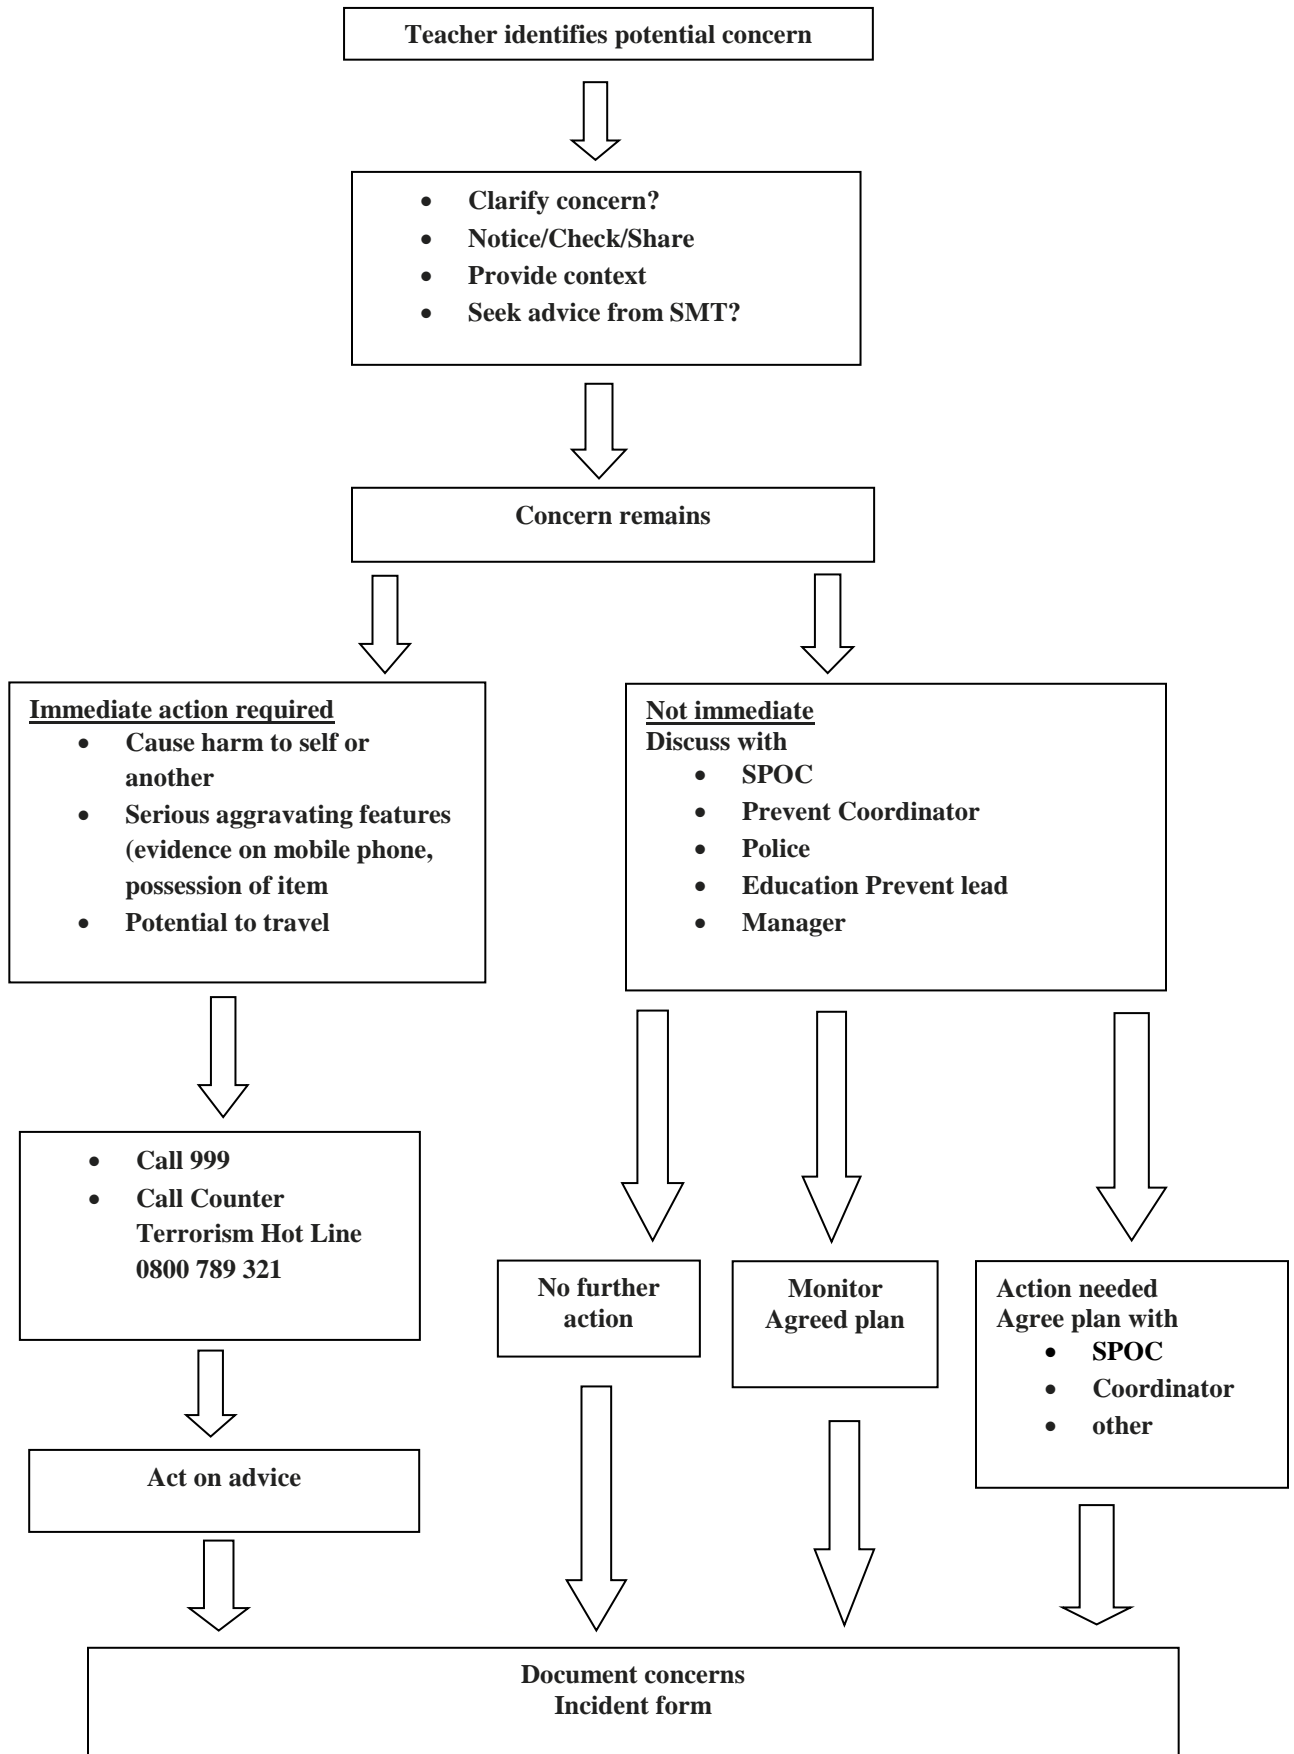 Teacher identifies potential concern
• Clarify concern?
• Notice/Check/Share
• Provide context
• Seek advice from SMT?
Concern remains
Immediate action required
• Cause harm to self or
another
• Serious aggravating features
(evidence on mobile phone,
possession of item
• Potential to travel
Not immediate
Discuss with
• SPOC
• Prevent Coordinator
• Police
• Education Prevent lead
• Manager
• Call 999
• Call Counter
Terrorism Hot Line
0800 789 321
No further
action
Monitor
Agreed plan
Action needed
Agree plan with
• SPOC
• Coordinator
• other
Act on advice
Document concerns
Incident form